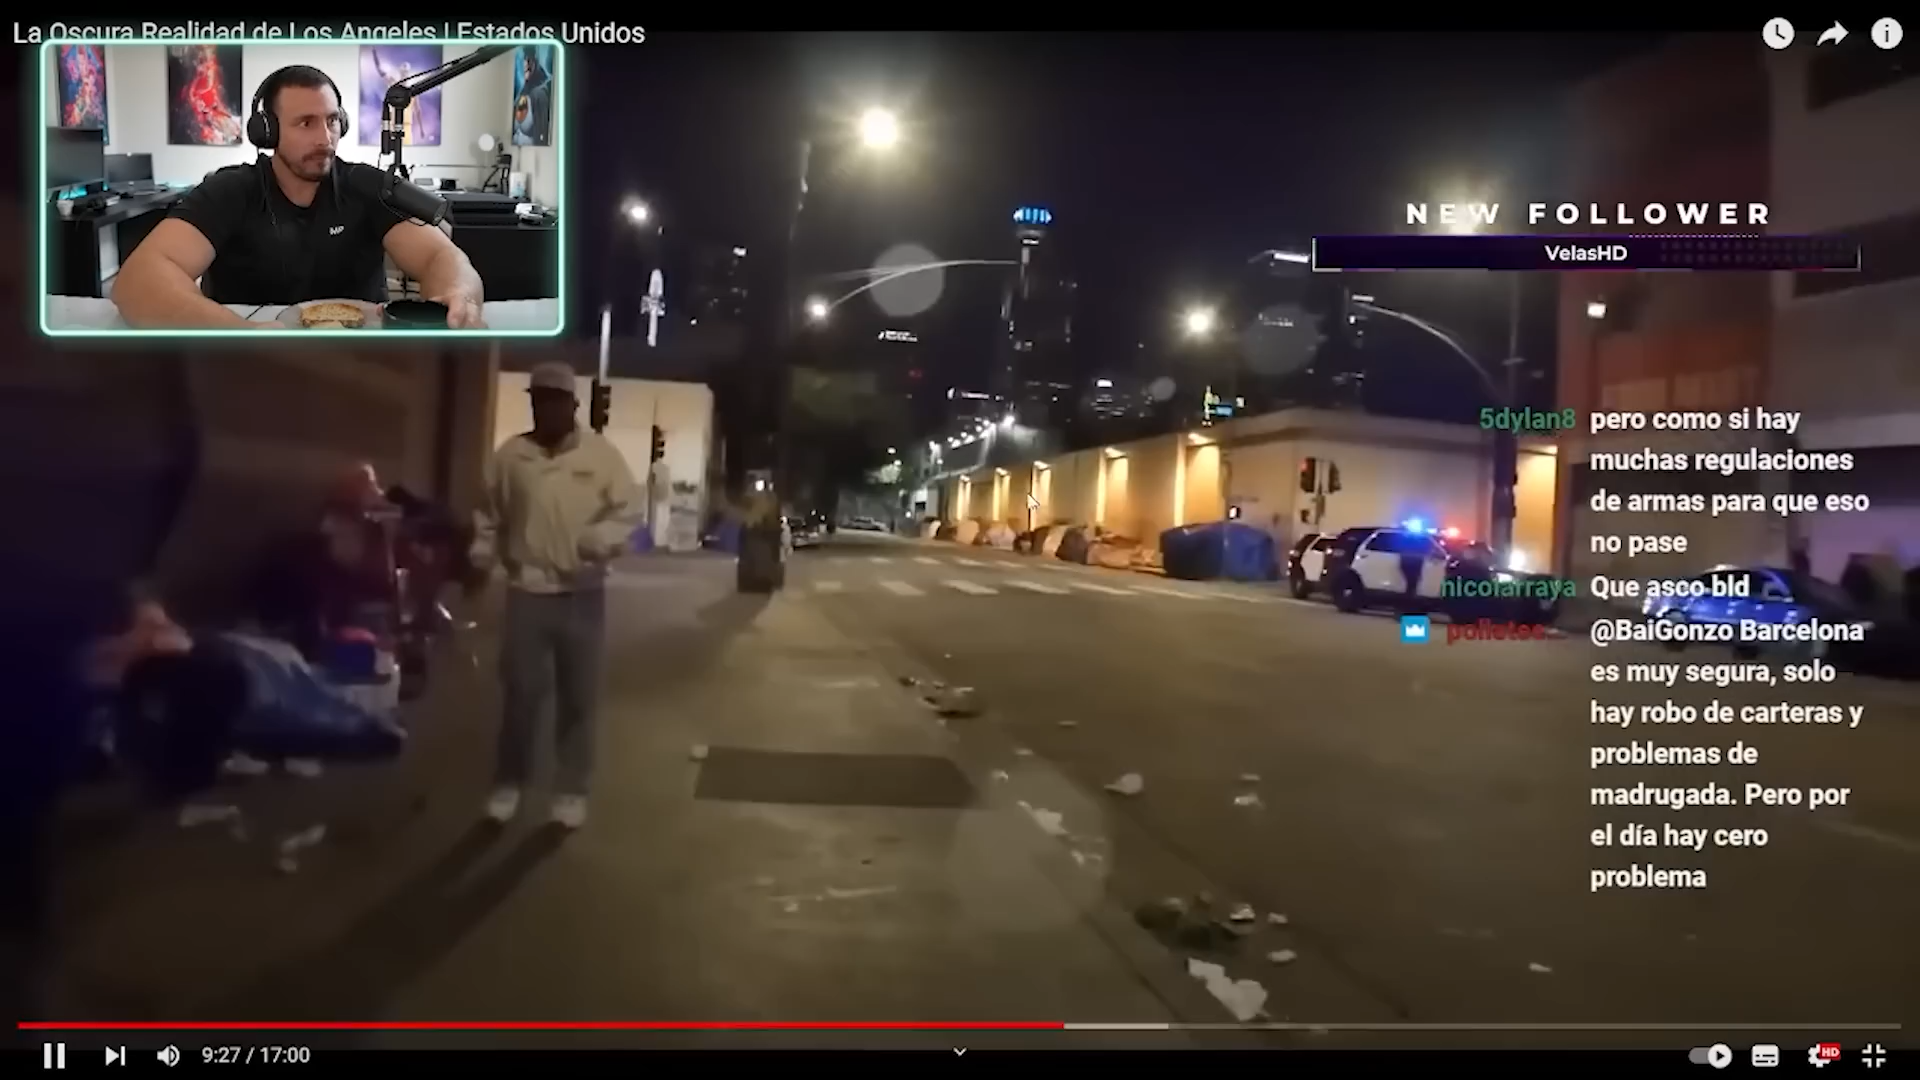 La Oscura Realidad de Los Angeles | Estados Unidos
MP
NEW FOLLOWER
VelasHD
5dylan8 pero como si hay
muchas regulaciones
de armas para que eso
no pase
nicolarraya Que asco bld
@BaiGonzo Barcelona
es muy segura, solo
hay robo de carteras y
problemas de
madrugada. Pero por
el día hay cero
problema
9:27 / 17:00
HD